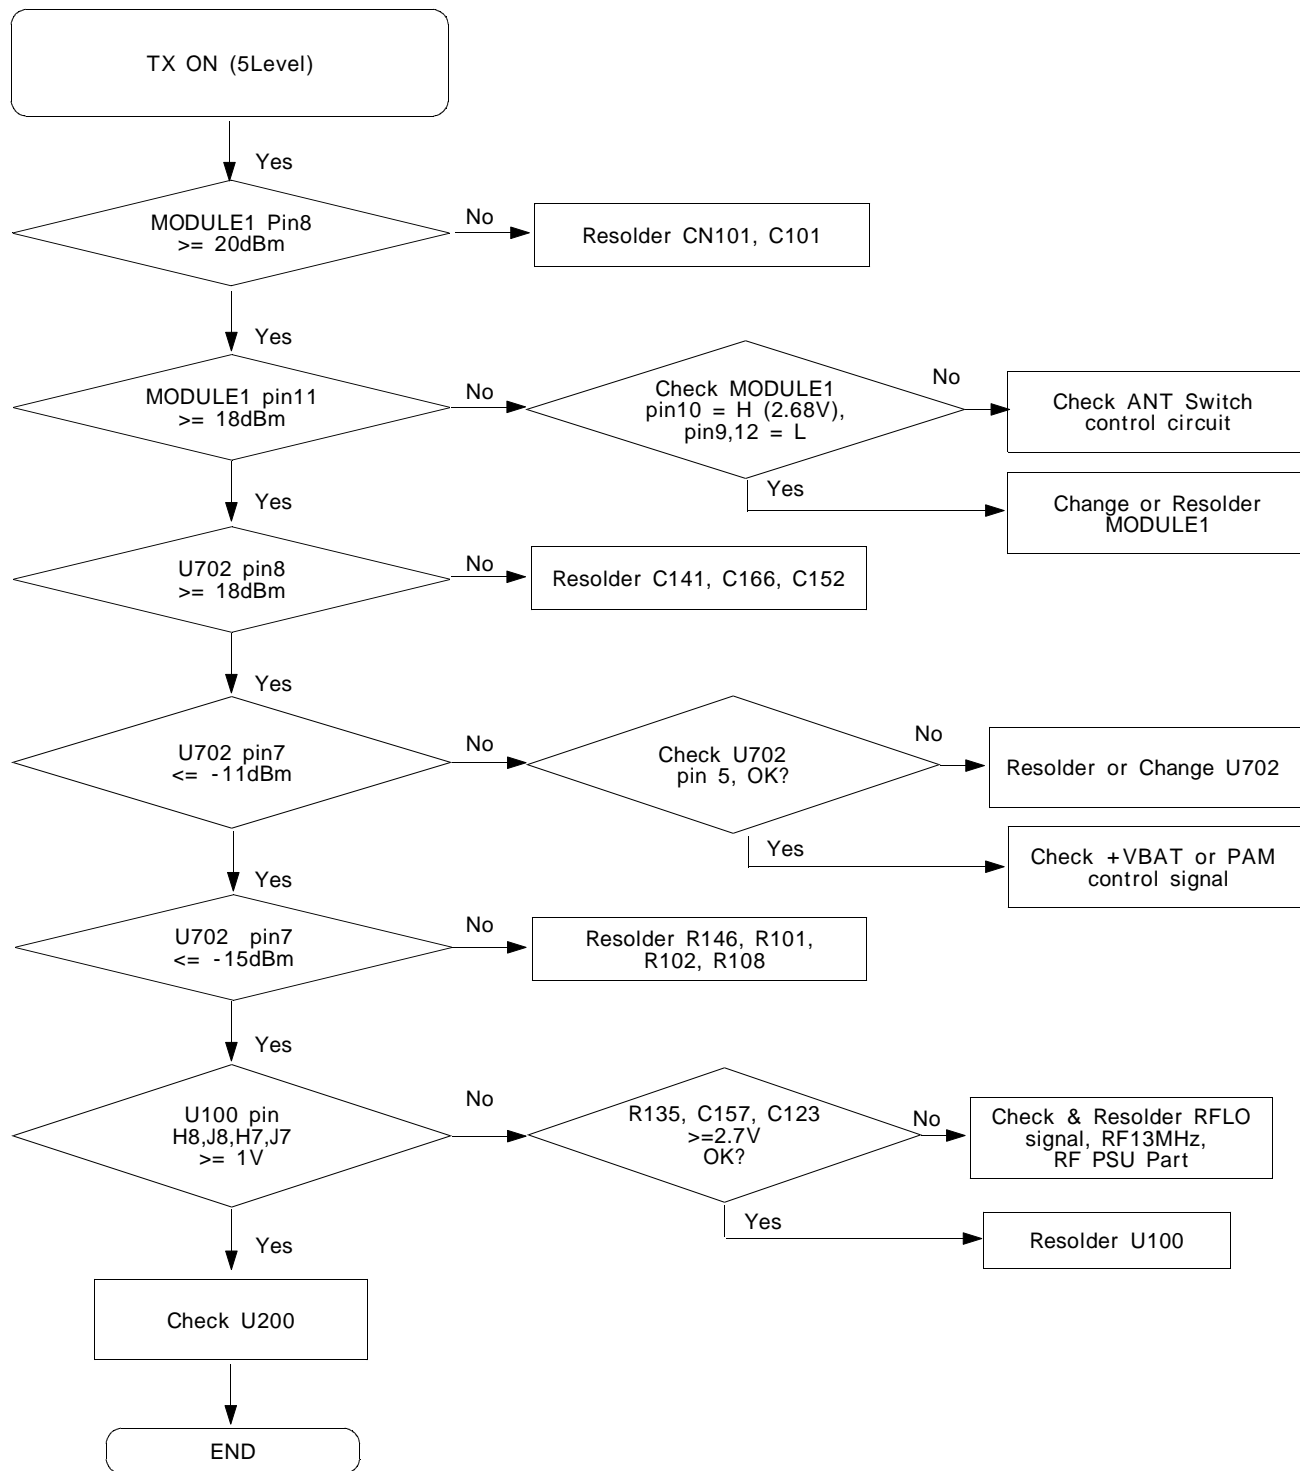 TX ON (5Level)
Yes
MODULE1 Pin8
>= 20dBm
No
Resolder CN101, C101
Yes
MODULE1 pin11
>= 18dBm
No
Check MODULE1
pin10 = H (2.68V),
pin9,12 = L
No
Check ANT Switch
control circuit
Yes
Change or Resolder
MODULE1
Yes
U702 pin8
>= 18dBm
No
Resolder C141, C166, C152
Yes
U702 pin7
<= -11dBm
No
Check U702
pin 5, OK?
No
Resolder or Change U702
Yes
Check +VBAT or PAM
control signal
Yes
U702 pin7
<= -15dBm
No
Resolder R146, R101,
R102, R108
Yes
U100 pin
H8,J8,H7,J7
>= 1V
No
R135, C157, C123
>=2.7V
OK?
No
Check & Resolder RFLO
signal, RF13MHz,
RF PSU Part
Yes
Resolder U100
Yes
Check U200
END